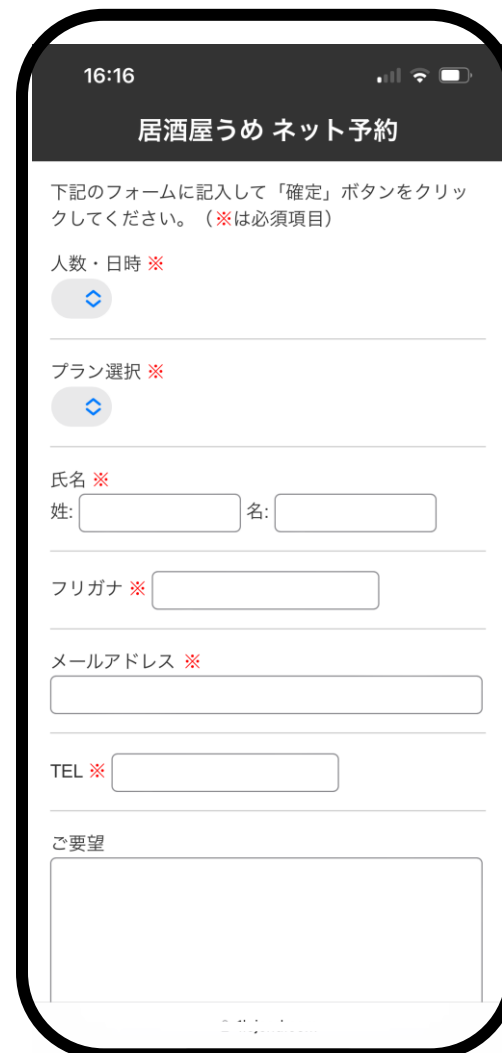 16:16
居酒屋うめ ネット予約
下記のフォームに記入して「確定」ボタンをクリッ
クしてください。（※は必須項目）
人数・日時 ※
プラン選択 ※
氏名 ※
姓: 名:
フリガナ ※
メールアドレス ※
TEL ※
ご要望